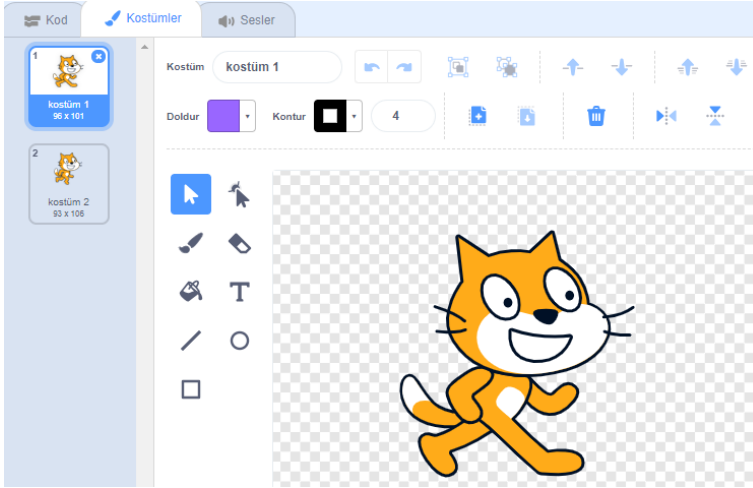 Kod
Kostümler
Sesler
1
kostüm 1
96 x 101
2
kostüm 2
93 x 106
Kostüm
kostüm 1
Doldur
Kontur
4
T